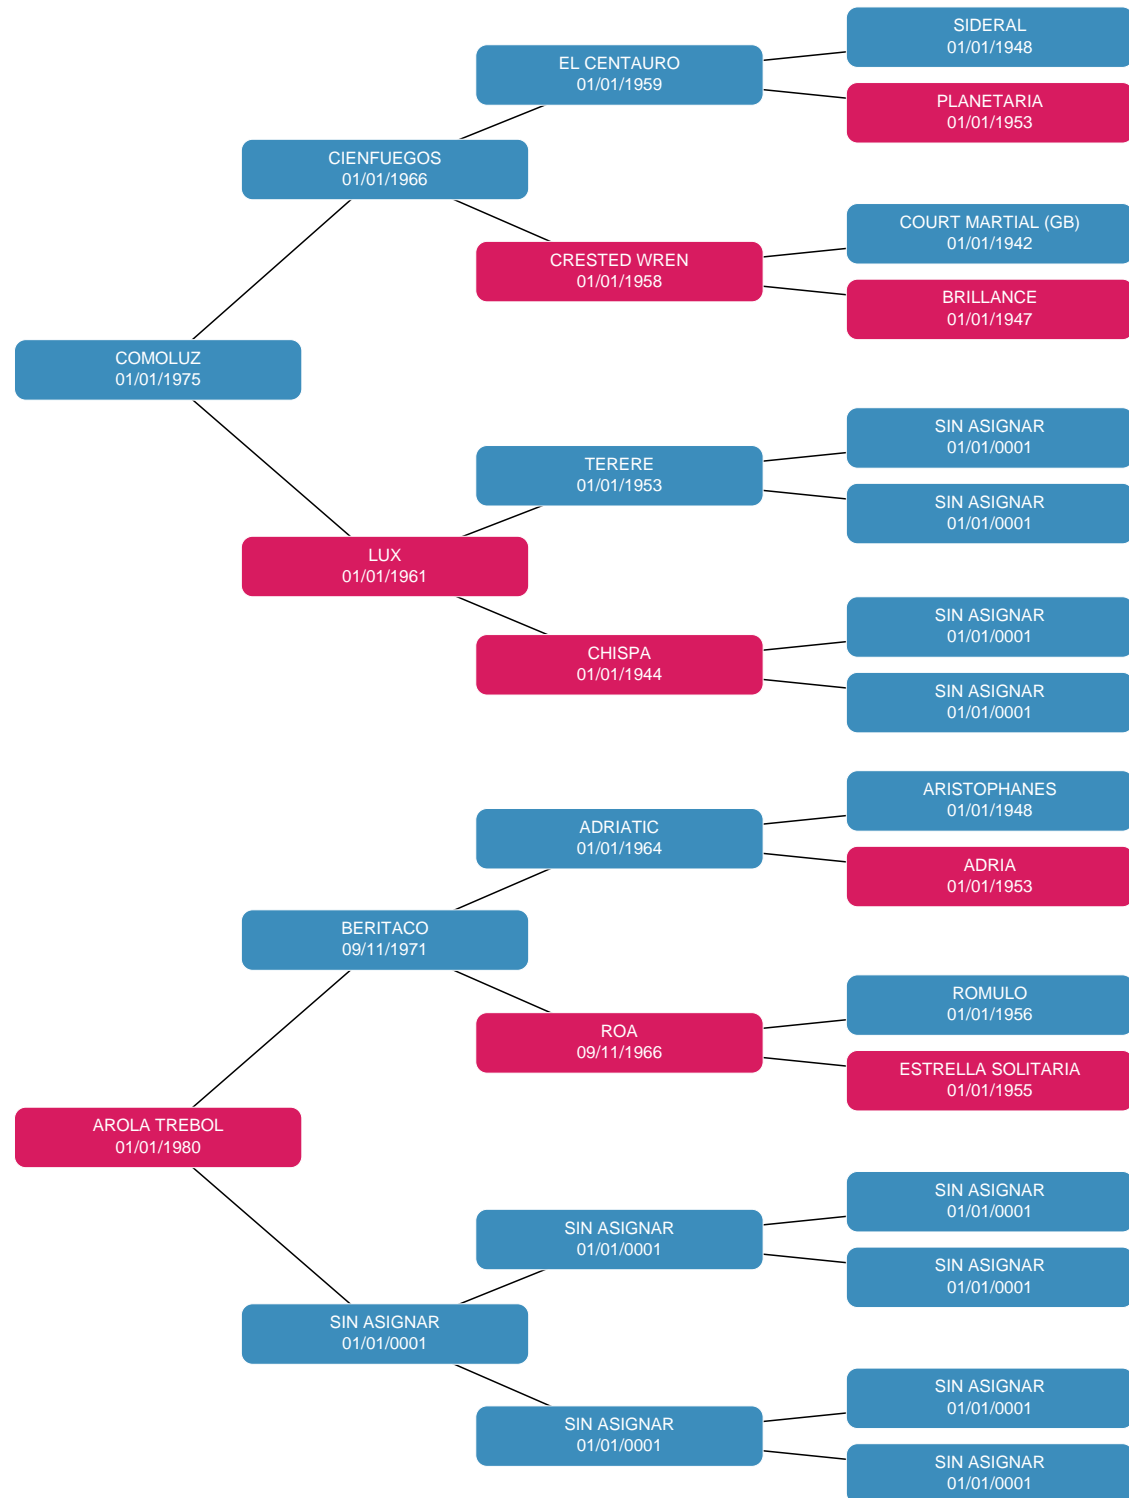 SIDERAL
01/01/1948
EL CENTAURO
01/01/1959
PLANETARIA
01/01/1953
CIENFUEGOS
01/01/1966
COURT MARTIAL (GB)
01/01/1942
CRESTED WREN
01/01/1958
BRILLANCE
01/01/1947
COMOLUZ
01/01/1975
SIN ASIGNAR
01/01/0001
TERERE
01/01/1953
SIN ASIGNAR
01/01/0001
LUX
01/01/1961
SIN ASIGNAR
01/01/0001
CHISPA
01/01/1944
SIN ASIGNAR
01/01/0001
ARISTOPHANES
01/01/1948
ADRIATIC
01/01/1964
ADRIA
01/01/1953
BERITACO
09/11/1971
ROMULO
01/01/1956
ROA
09/11/1966
ESTRELLA SOLITARIA
01/01/1955
AROLA TREBOL
01/01/1980
SIN ASIGNAR
01/01/0001
SIN ASIGNAR
01/01/0001
SIN ASIGNAR
01/01/0001
SIN ASIGNAR
01/01/0001
SIN ASIGNAR
01/01/0001
SIN ASIGNAR
01/01/0001
SIN ASIGNAR
01/01/0001